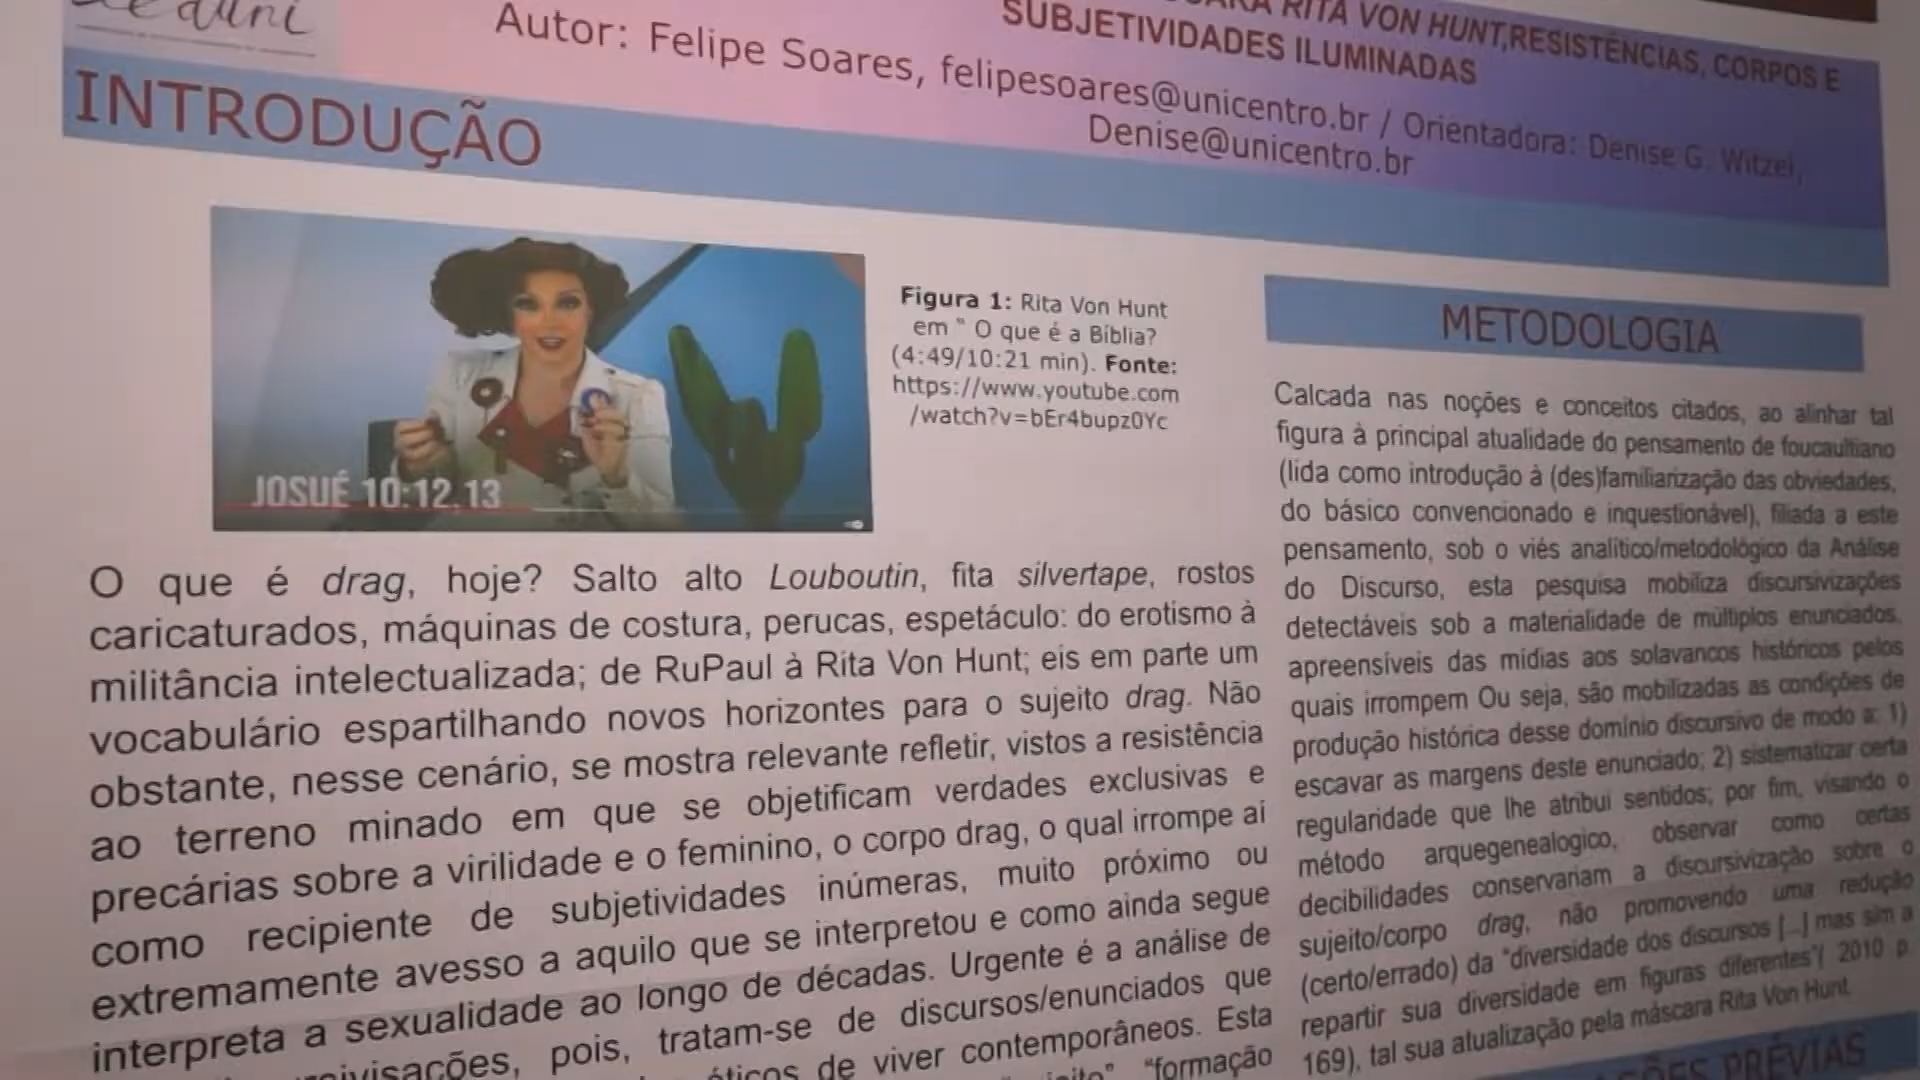 RITA VON HUNT,RESISTÊNCIAS, CORPOS E
SUBJETIVIDADES ILUMINADAS
Autor: Felipe Soares, felipesoares@unicentro.br / Orientadora: Denise G. Witzel,
Denise@unicentro.br
INTRODUÇÃO
JOSUÉ 10:12,13
Figura 1: Rita Von Hunt
em " O que é a Bíblia?
(4:49/10:21 min). Fonte:
https://www.youtube.com
/watch?v=bEr4bupz0Yc
O que é drag, hoje? Salto alto Louboutin, fita silvertape, rostos
caricaturados, máquinas de costura, perucas, espetáculo: do erotismo à
militância intelectualizada; de RuPaul à Rita Von Hunt; eis em parte um
vocabulário espartilhando novos horizontes para o sujeito drag. Não
obstante, nesse cenário, se mostra relevante refletir, vistos a resistência
ao terreno minado em que se objetificam verdades exclusivas e
precárias sobre a virilidade e o feminino, o corpo drag, o qual irrompe aí
como recipiente de subjetividades inúmeras, muito próximo ou
extremamente avesso a aquilo que se interpretou e como ainda segue
interpreta a sexualidade ao longo de décadas. Urgente é a análise de
pois, tratam-se de discursos/enunciados que
de viver contemporâneos. Esta
"formação
METODOLOGIA
Calcada nas noções e conceitos citados, ao alinhar tal
figura à principal atualidade do pensamento de foucaultiano
(lida como introdução à (des)familiarização das obviedades,
do básico convencionado e inquestionável), filiada a este
pensamento, sob o viés analítico/metodológico da Análise
do Discurso, esta pesquisa mobiliza discursivizações
detectáveis sob a materialidade de múltiplos enunciados,
apreensíveis das mídias aos solavancos históricos pelos
quais irrompem Ou seja, são mobilizadas as condições de
produção histórica desse domínio discursivo de modo a: 1)
escavar as margens deste enunciado; 2) sistematizar certa
regularidade que lhe atribui sentidos; por fim, visando o
método arquegenealogico, observar como certas
decibilidades conservariam a discursivização sobre o
sujeito/corpo drag, não promovendo uma redução
(certo/errado) da "diversidade dos discursos [...] mas sim a
repartir sua diversidade em figuras diferentes"( 2010 p.
169), tal sua atualização pela máscara Rita Von Hunt.
PRÉVIAS